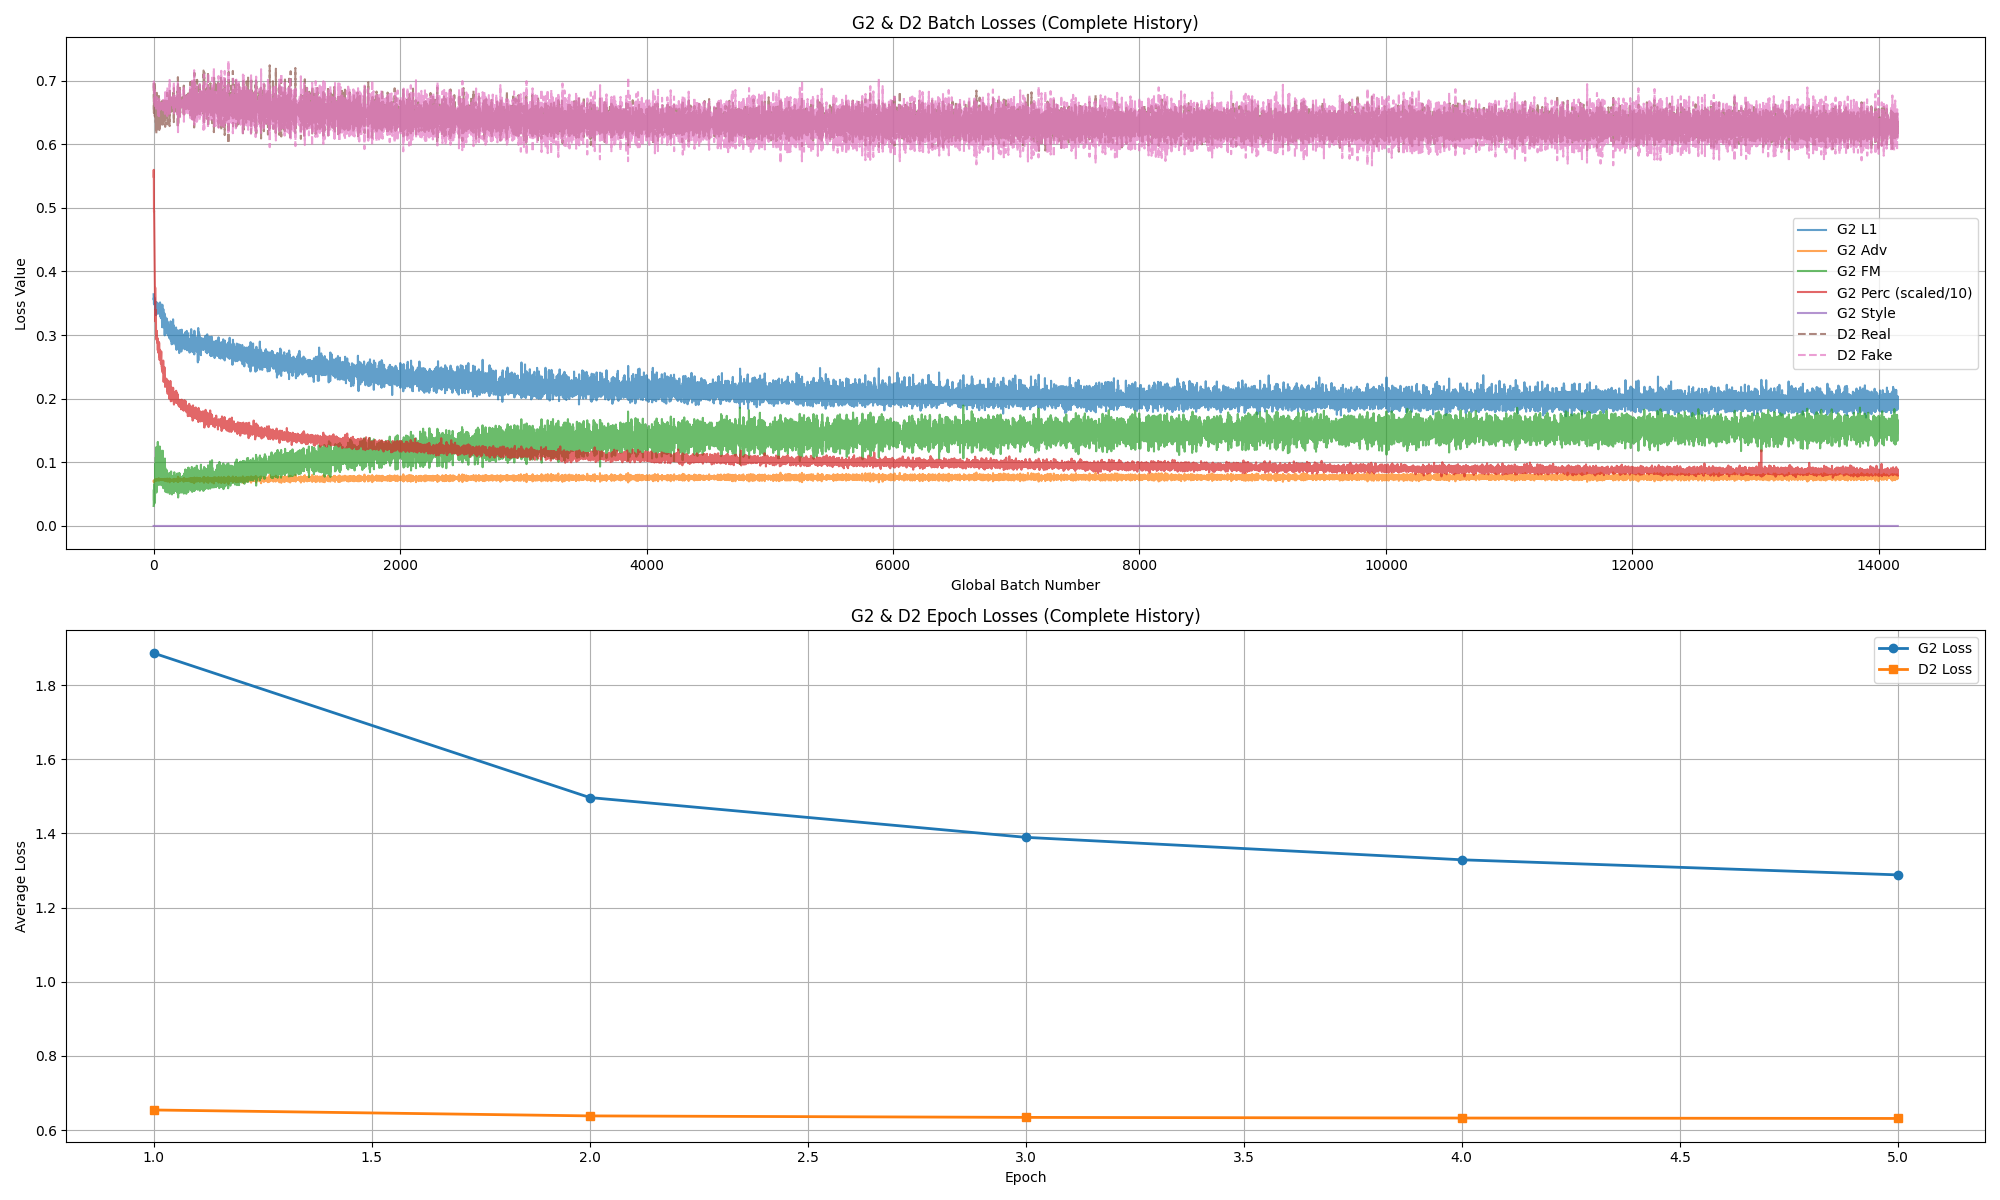 G2 & D2 Batch Losses (Complete History)
Loss Value
0.7
0.6
0.5
0.4
0.3
0.2
0.1
0.0
G2 L1
G2 Adv
G2 FM
G2 Perc (scaled/10)
G2 Style
D2 Real
D2 Fake
0 2000 4000 6000 8000 10000 12000 14000
Global Batch Number
G2 & D2 Epoch Losses (Complete History)
Average Loss
1.8
1.6
1.4
1.2
1.0
0.8
0.6
G2 Loss
D2 Loss
1.0 1.5 2.0 2.5 3.0 3.5 4.0 4.5 5.0
Epoch